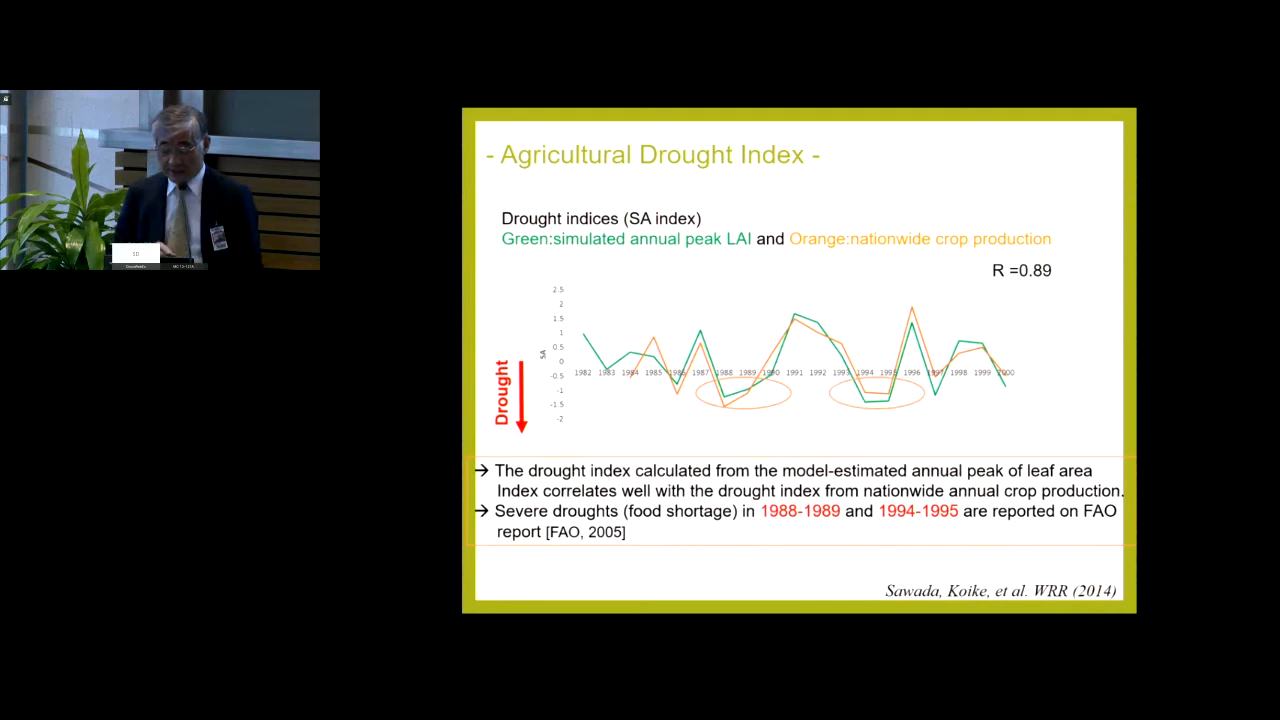 - Agricultural Drought Index -
Drought indices (SA index)
Green:simulated annual peak LAI and Orange:nationwide crop production
R =0.89
2.5
2
1.5
1
0.5
0
-0.5
-1
-1.5
-2
SA
1982 1983 1984 1985 1986 1987 1988 1989 1990 1991 1992 1993 1994 1995 1996 1997 1998 1999 2000
Drought
→ The drought index calculated from the model-estimated annual peak of leaf area
Index correlates well with the drought index from nationwide annual crop production.
→ Severe droughts (food shortage) in 1988-1989 and 1994-1995 are reported on FAO
report [FAO, 2005]
Sawada, Koike, et al. WRR (2014)